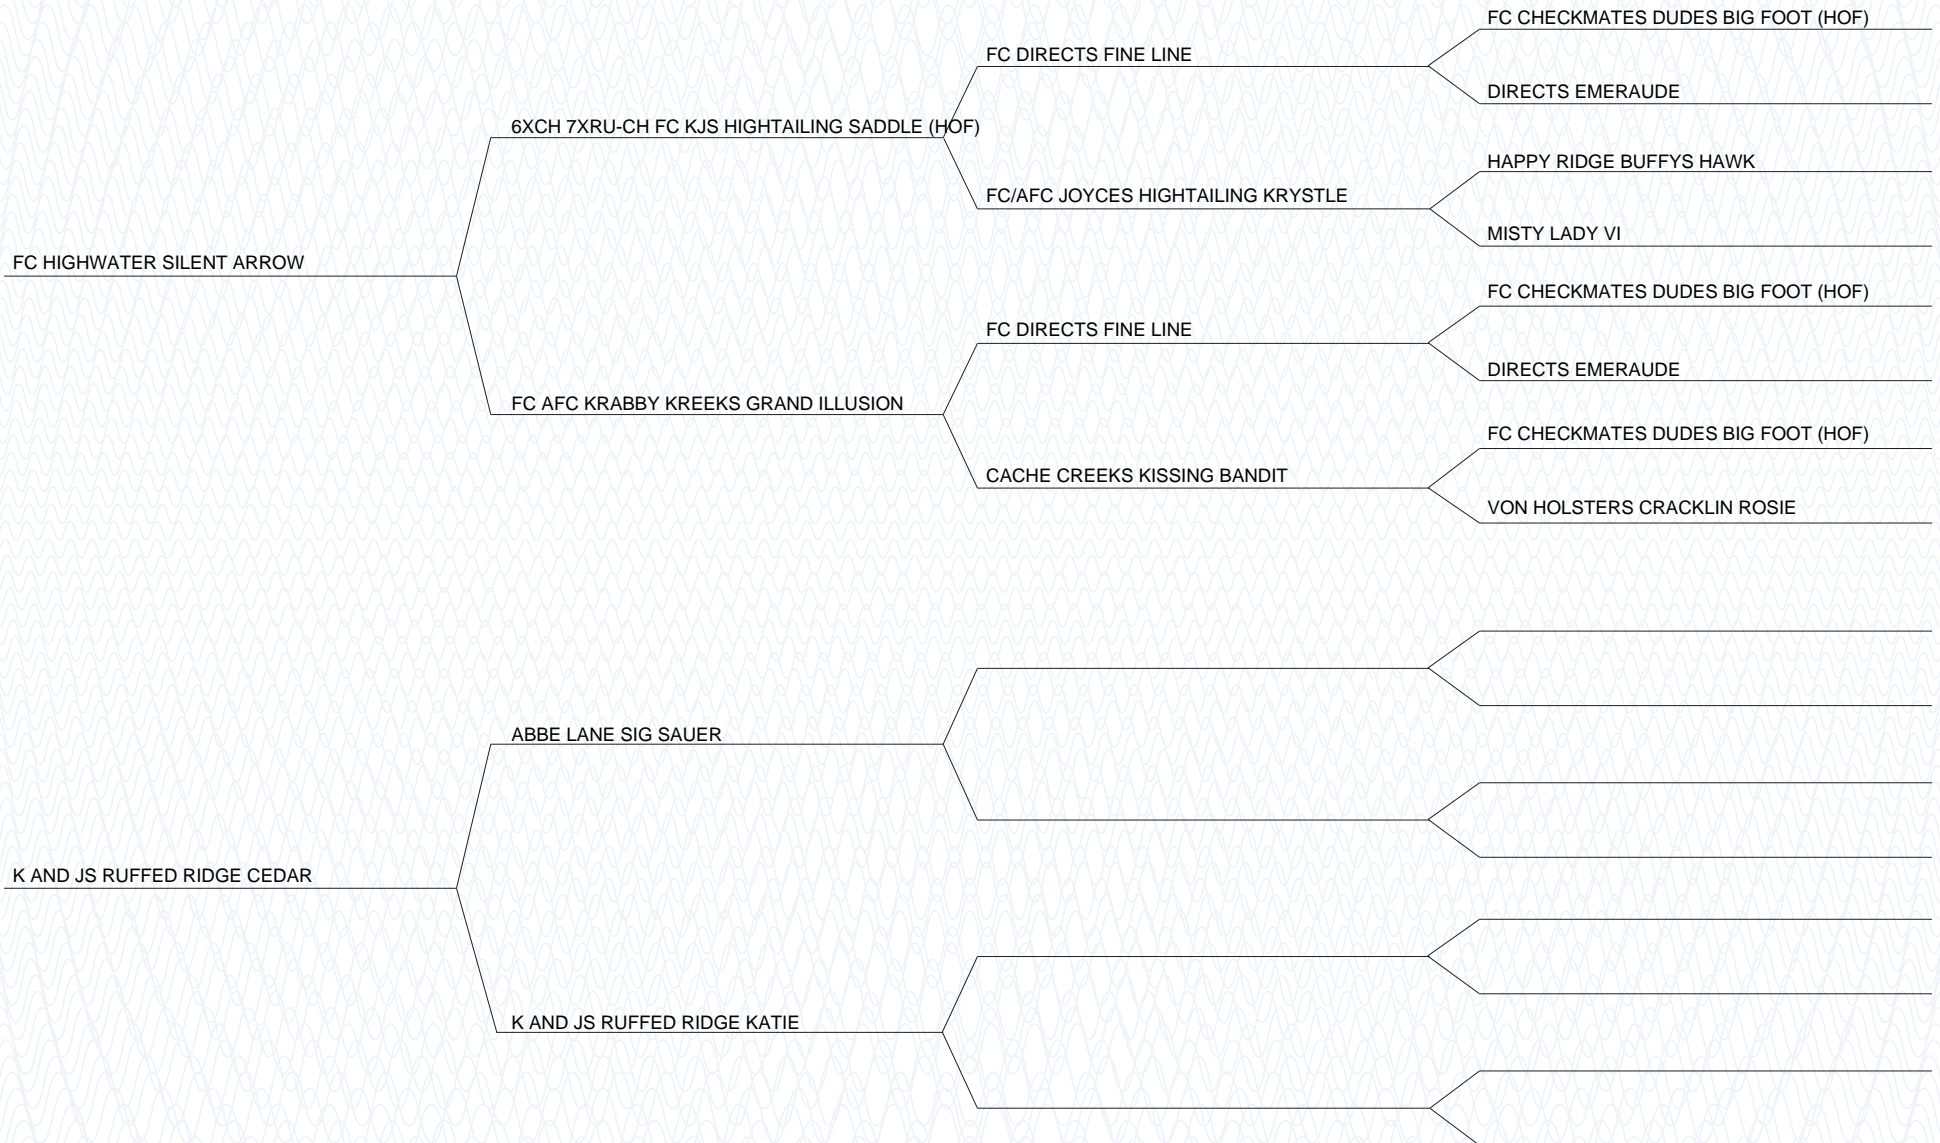 FC CHECKMATES DUDES BIG FOOT (HOF)
FC DIRECTS FINE LINE
DIRECTS EMERAUDE
6XCH 7XRU-CH FC KJS HIGHTAILING SADDLE (HOF)
HAPPY RIDGE BUFFYS HAWK
FC/AFC JOYCES HIGHTAILING KRYSTLE
MISTY LADY VI
FC HIGHWATER SILENT ARROW
FC CHECKMATES DUDES BIG FOOT (HOF)
FC DIRECTS FINE LINE
DIRECTS EMERAUDE
FC AFC KRABBY KREEKS GRAND ILLUSION
FC CHECKMATES DUDES BIG FOOT (HOF)
CACHE CREEKS KISSING BANDIT
VON HOLSTERS CRACKLIN ROSIE
ABBE LANE SIG SAUER
K AND JS RUFFED RIDGE CEDAR
K AND JS RUFFED RIDGE KATIE